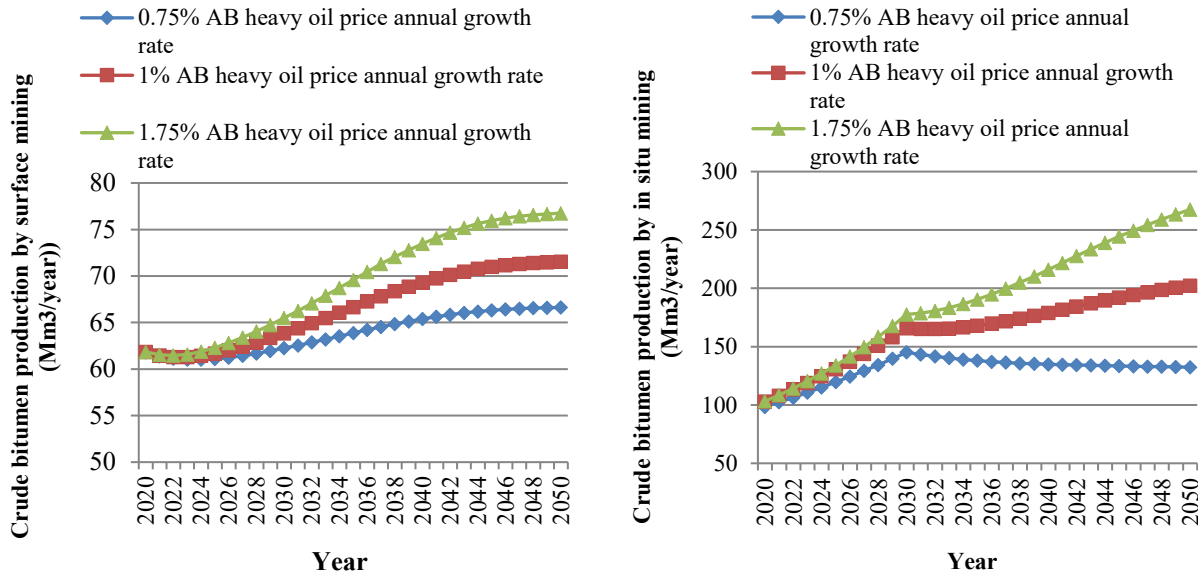 0.75% AB heavy oil price annual growth
rate
1% AB heavy oil price annual growth rate
1.75% AB heavy oil price annual growth
rate
Crude bitumen production by surface mining
(Mm3/year))
80
75
70
65
60
55
50
2020
2022
2024
2026
2028
2030
2032
2034
2036
2038
2040
2042
2044
2046
2048
2050
Year
0.75% AB heavy oil price annual
growth rate
1% AB heavy oil price annual growth
rate
1.75% AB heavy oil price annual
growth rate
Crude bitumen production by in situ mining
(Mm3/year)
300
250
200
150
100
50
2020
2022
2024
2026
2028
2030
2032
2034
2036
2038
2040
2042
2044
2046
2048
2050
Year